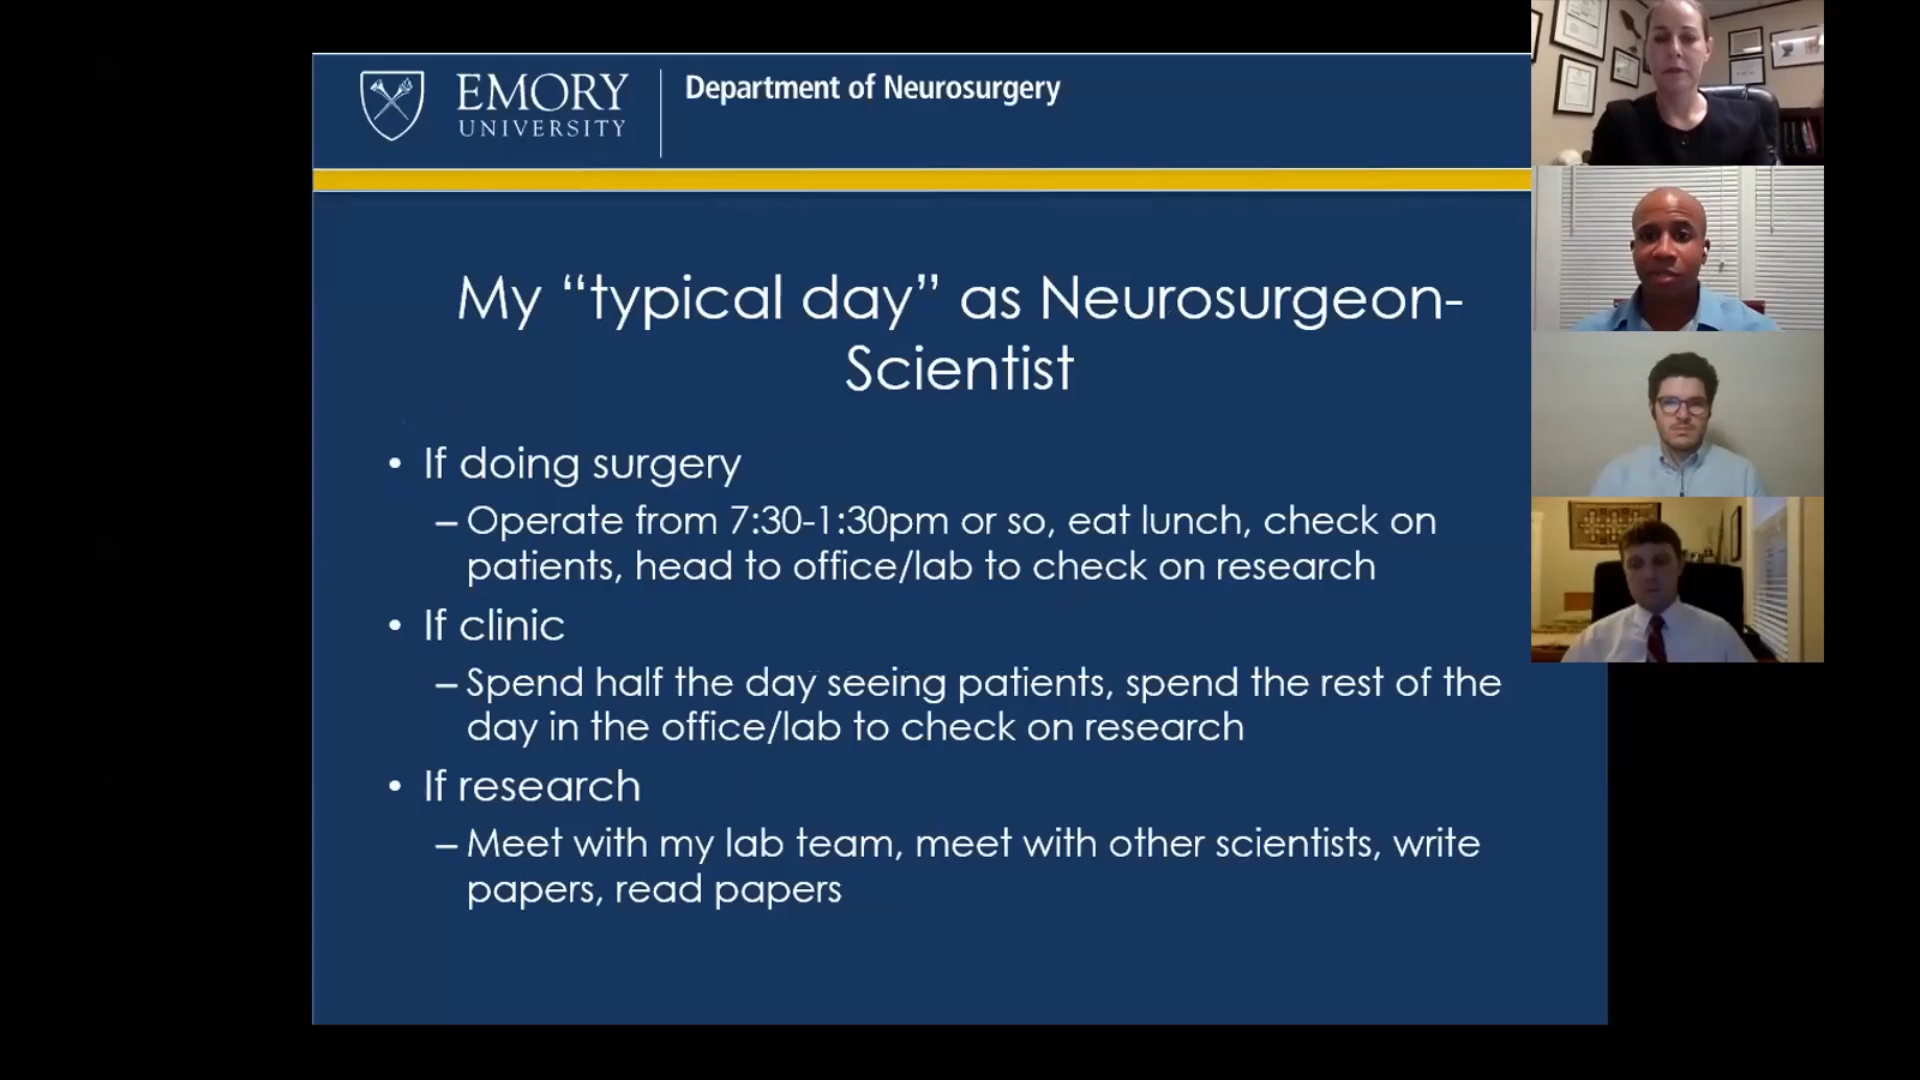 EMORY
UNIVERSITY
Department of Neurosurgery
My “typical day” as Neurosurgeon-
Scientist
• If doing surgery
– Operate from 7:30-1:30pm or so, eat lunch, check on
patients, head to office/lab to check on research
• If clinic
– Spend half the day seeing patients, spend the rest of the
day in the office/lab to check on research
• If research
– Meet with my lab team, meet with other scientists, write
papers, read papers